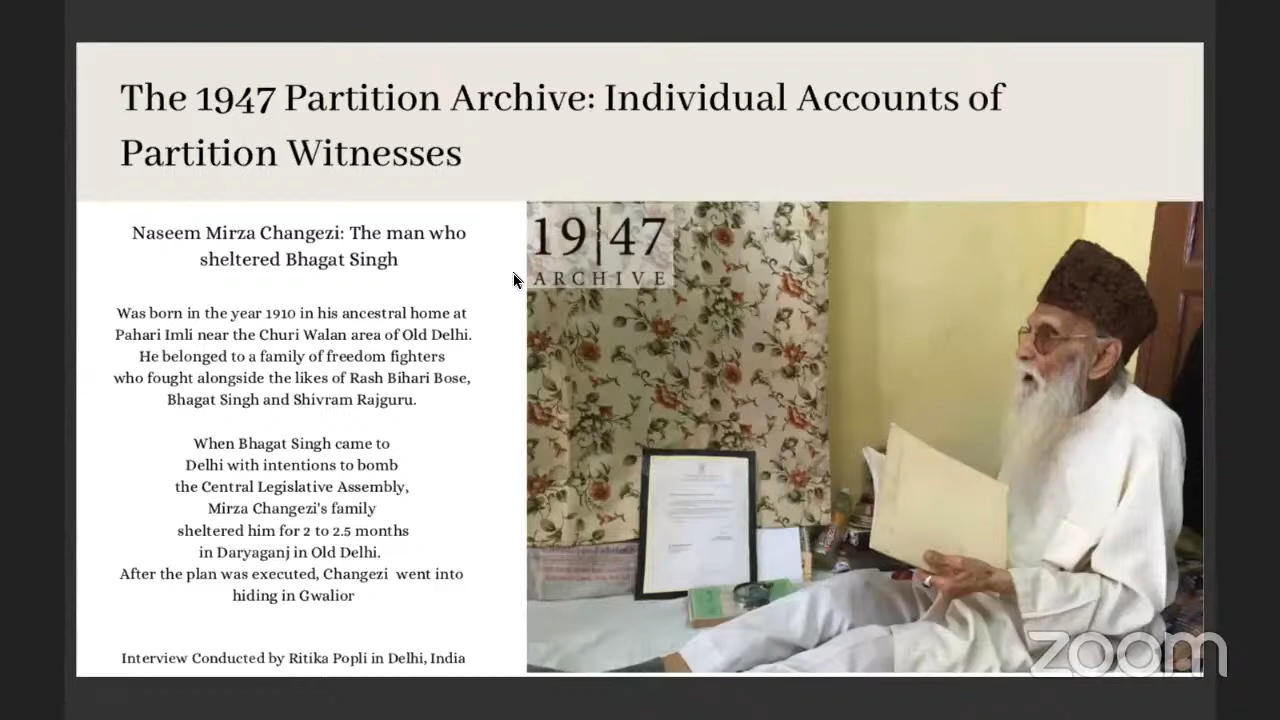 The 1947 Partition Archive: Individual Accounts of
Partition Witnesses
Naseem Mirza Changezi: The man who
sheltered Bhagat Singh
Was born in the year 1910 in his ancestral home at
Pahari Imli near the Churi Walan area of Old Delhi.
He belonged to a family of freedom fighters
who fought alongside the likes of Rash Bihari Bose,
Bhagat Singh and Shivram Rajguru.
When Bhagat Singh came to
Delhi with intentions to bomb
the Central Legislative Assembly,
Mirza Changezi's family
sheltered him for 2 to 2.5 months
in Daryaganj in Old Delhi.
After the plan was executed, Changezi went into
hiding in Gwalior
Interview Conducted by Ritika Popli in Delhi, India
19|47
ARCHIVE
zoom